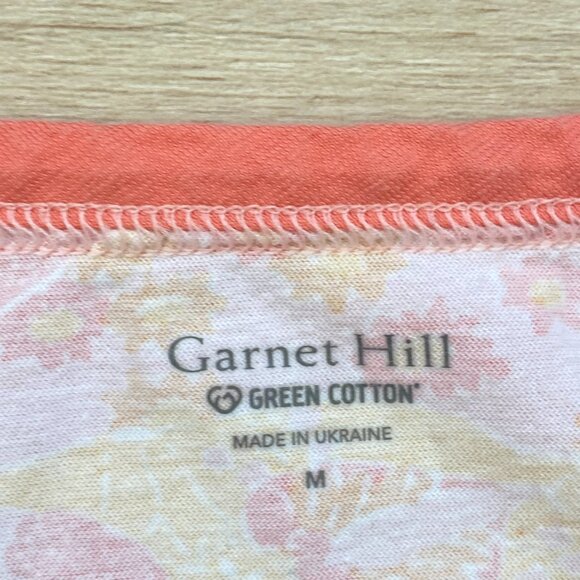 Garnet Hill
GREEN COTTON®
MADE IN UKRAINE
M